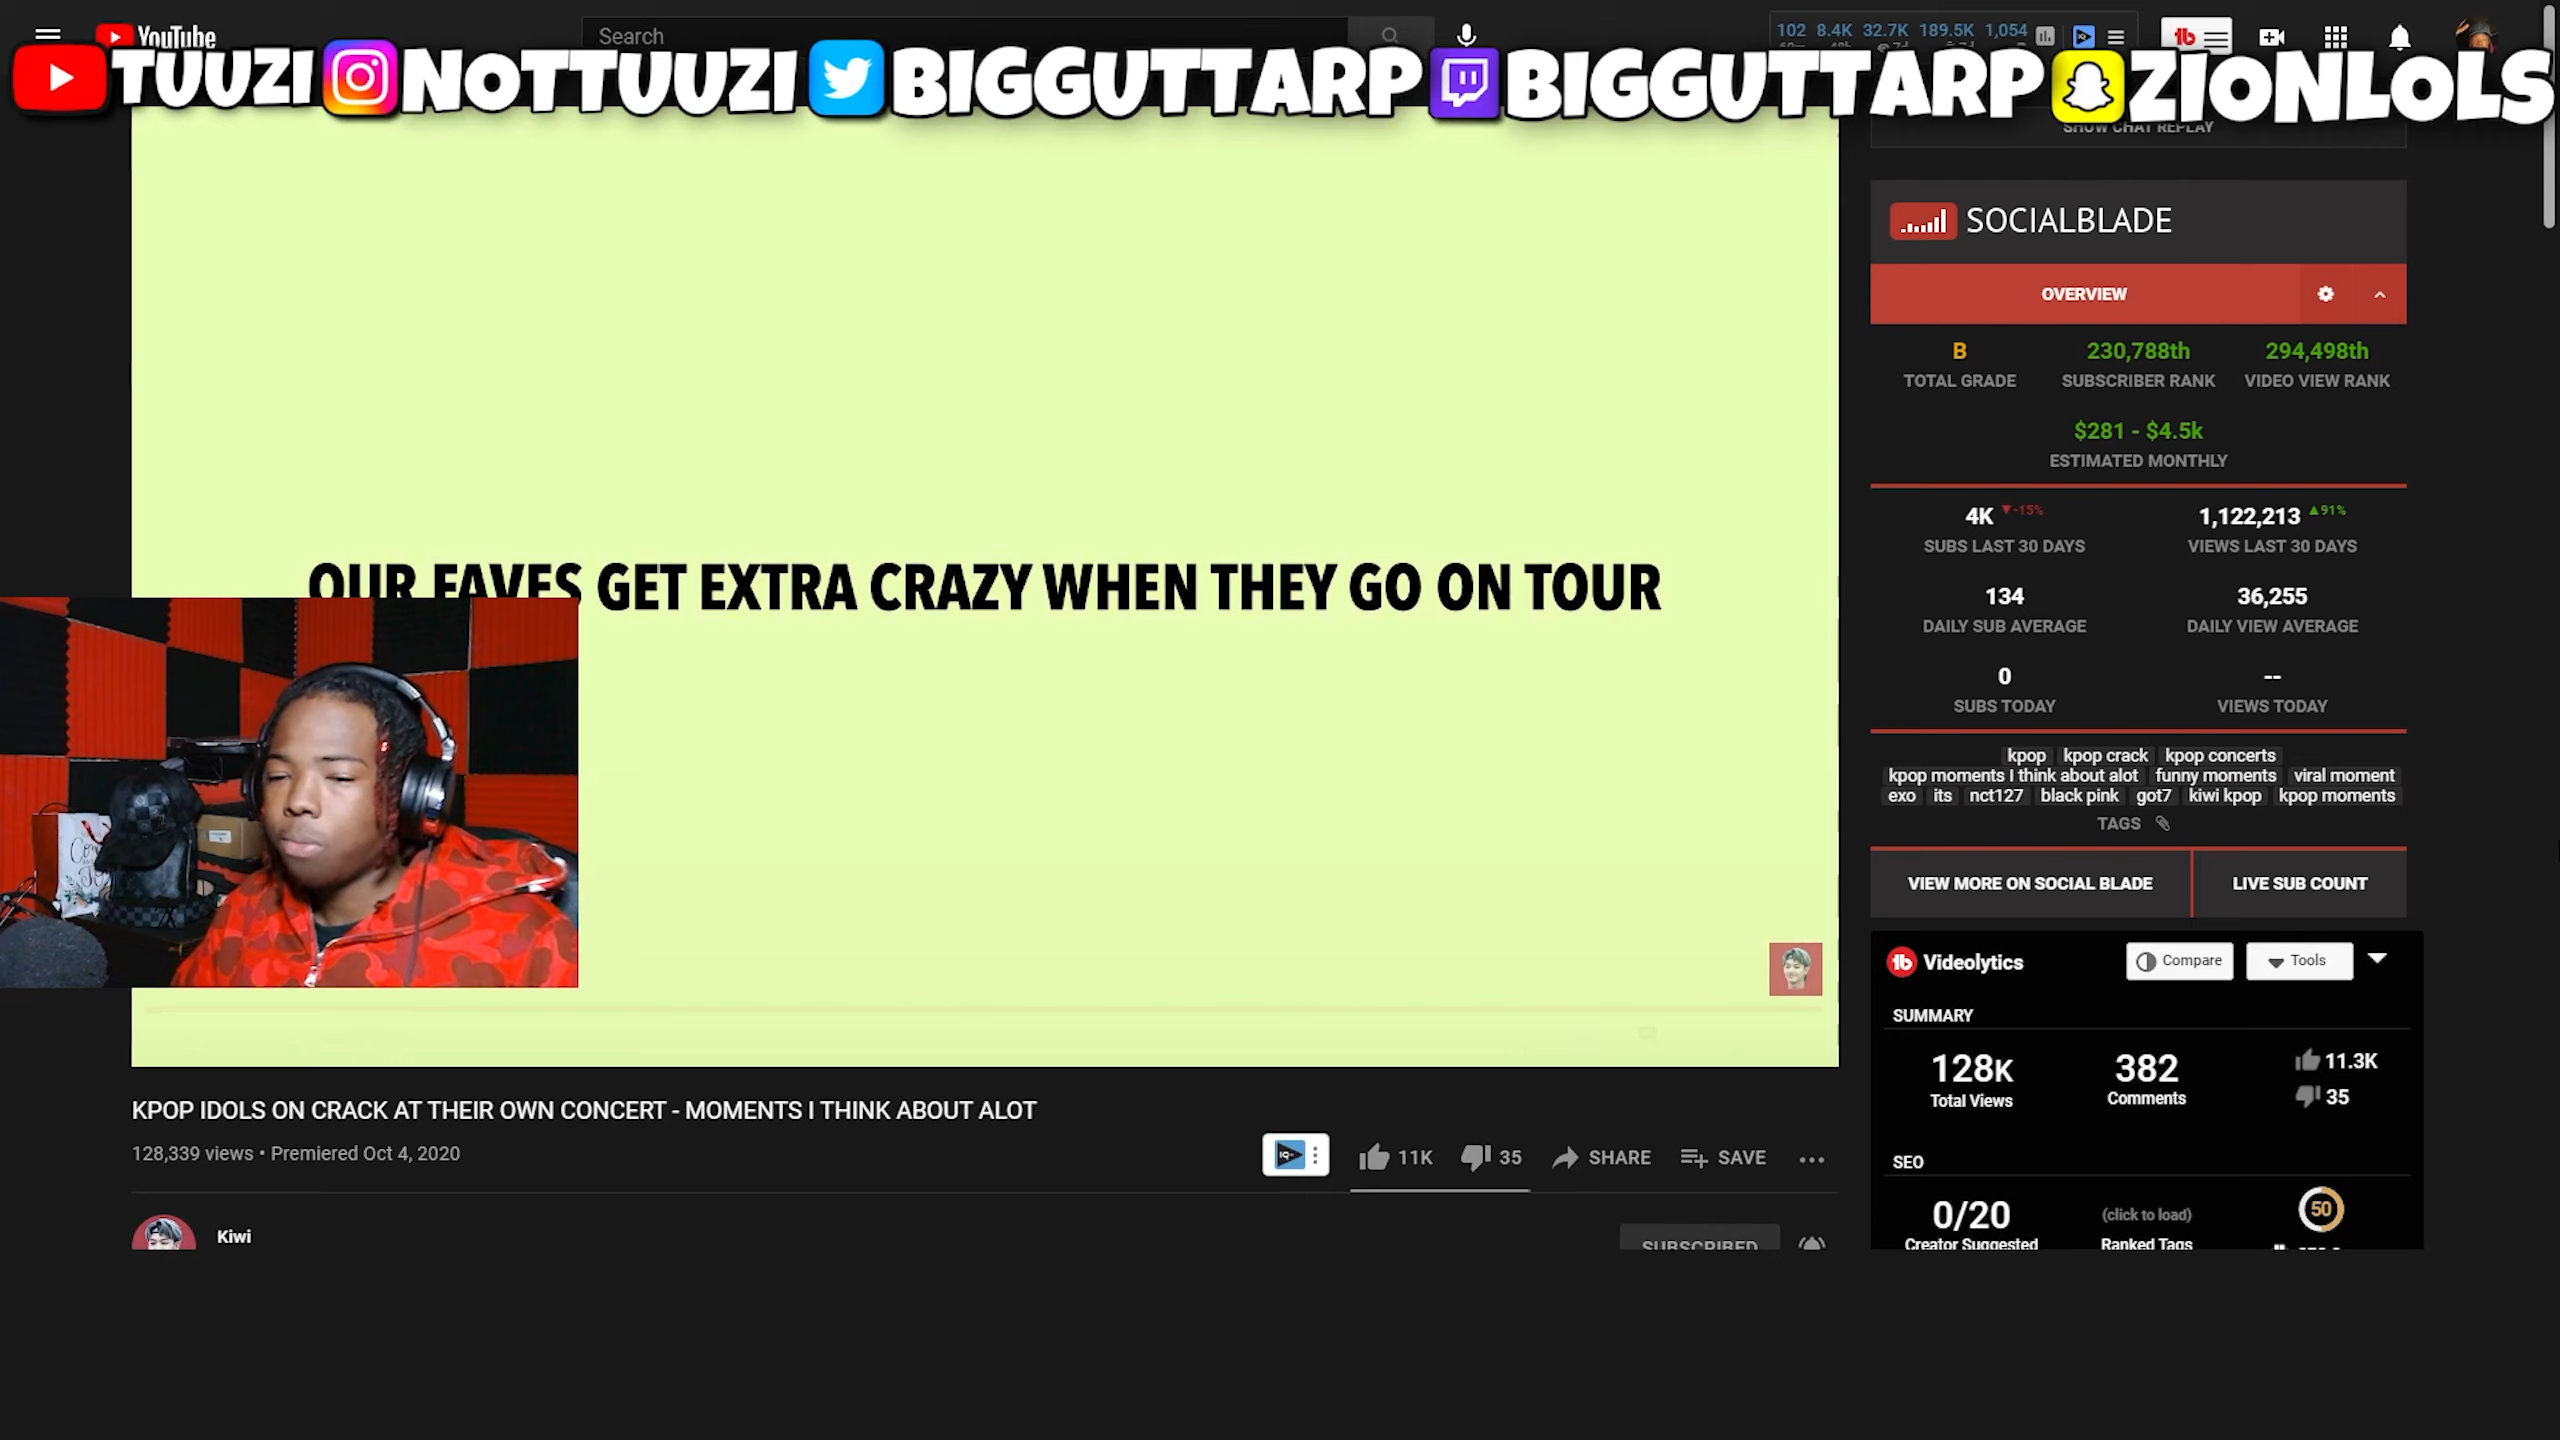 YouTube
Search
102 8.4K 32.7K 189.5K 1,054
TUUZI NOTTUUZI BIGGUTTARP BIGGUTTARP ZIONLOLS
SHOW CHAT REPLAY
OUR FAVES GET EXTRA CRAZY WHEN THEY GO ON TOUR
KPOP IDOLS ON CRACK AT THEIR OWN CONCERT - MOMENTS I THINK ABOUT ALOT
128,339 views • Premiered Oct 4, 2020
11K 35 SHARE SAVE
Kiwi
SUBSCRIBED
SOCIALBLADE
OVERVIEW
B 230,788th 294,498th
TOTAL GRADE SUBSCRIBER RANK VIDEO VIEW RANK
$281 - $4.5k
ESTIMATED MONTHLY
4K ▼-15% 1,122,213 ▲91%
SUBS LAST 30 DAYS VIEWS LAST 30 DAYS
134 36,255
DAILY SUB AVERAGE DAILY VIEW AVERAGE
0 --
SUBS TODAY VIEWS TODAY
kpop kpop crack kpop concerts
kpop moments I think about alot funny moments viral moment
exo its nct127 black pink got7 kiwi kpop kpop moments
TAGS
VIEW MORE ON SOCIAL BLADE LIVE SUB COUNT
Videolytics Compare Tools
SUMMARY
128K 382 11.3K
Total Views Comments 35
SEO
0/20 (click to load) 50
Creator Suggested Ranked Tags